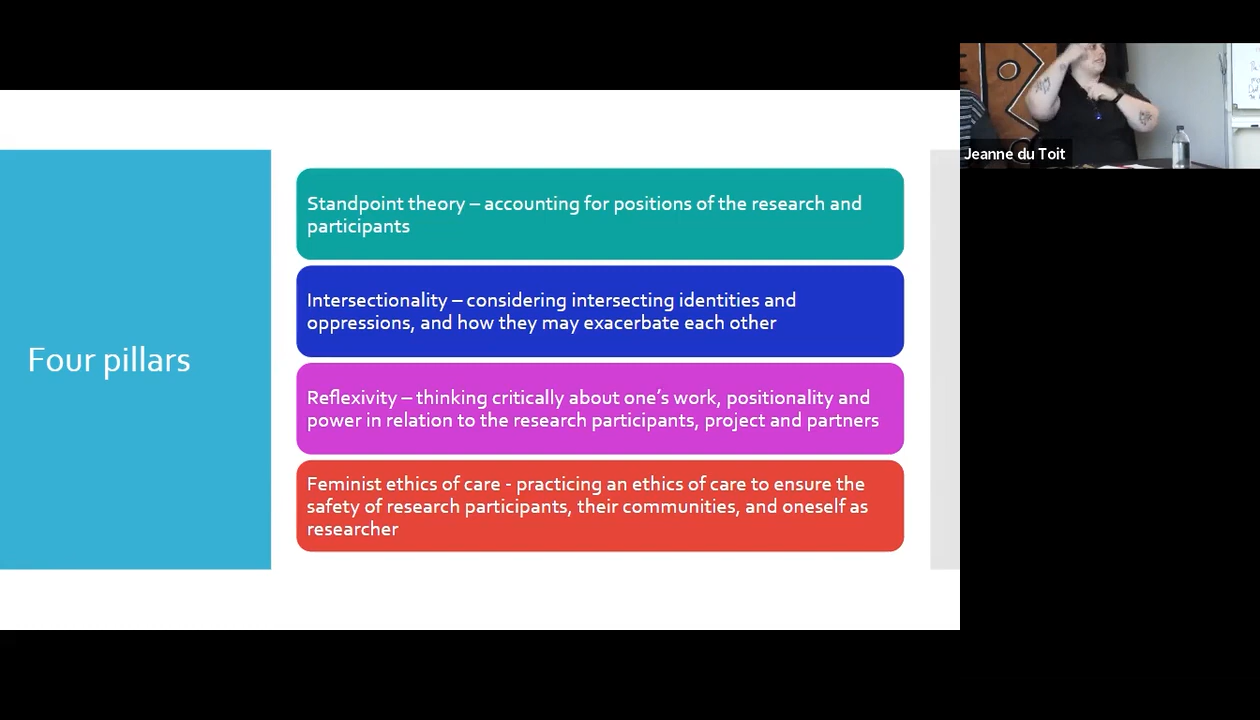 Four pillars
Standpoint theory – accounting for positions of the research and
participants
Intersectionality – considering intersecting identities and
oppressions, and how they may exacerbate each other
Reflexivity – thinking critically about one's work, positionality and
power in relation to the research participants, project and partners
Feminist ethics of care - practicing an ethics of care to ensure the
safety of research participants, their communities, and oneself as
researcher
Jeanne du Toit